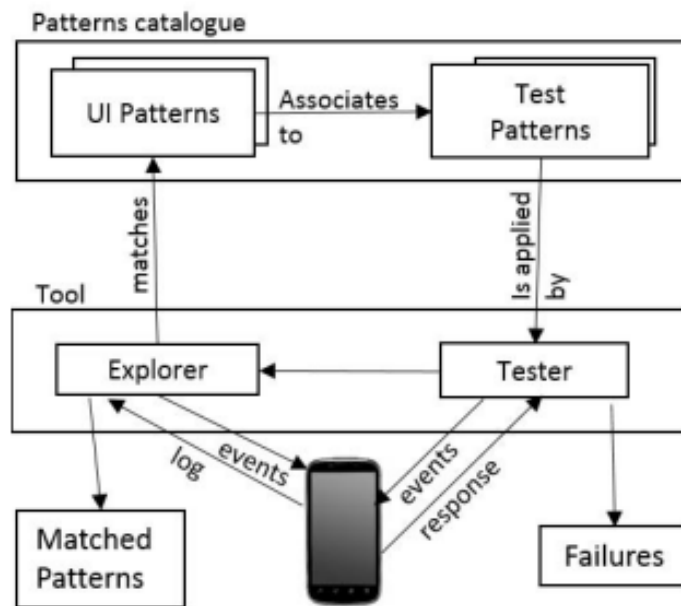 Patterns catalogue
UI Patterns
Associates
to
Test
Patterns
matches
Is applied
by
Tool
Explorer
Tester
log
events
events
response
Matched
Patterns
Failures